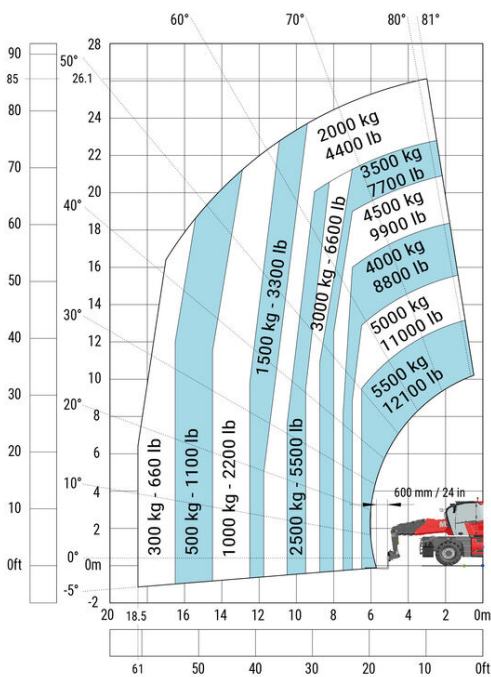 60°
70°
80°
81°
90
28
50°
85
26.1
80
24
2000 kg
4400 lb
22
3500 kg
7700 lb
70
20
4500 kg
9900 lb
40°
3000 kg - 6600 lb
60
18
4000 kg
8800 lb
50
16
1500 kg - 3300 lb
14
5000 kg
11000 lb
30°
40
12
5500 kg
12100 lb
10
30
20°
8
20
6
300 kg - 660 lb
500 kg - 1100 lb
1000 kg - 2200 lb
2500 kg - 5500 lb
10°
4
600 mm / 24 in
10
2
0°
0ft
0m
-5°
-2
20
18.5
16
14
12
10
8
6
4
2
0m
61
50
40
30
20
10
0ft